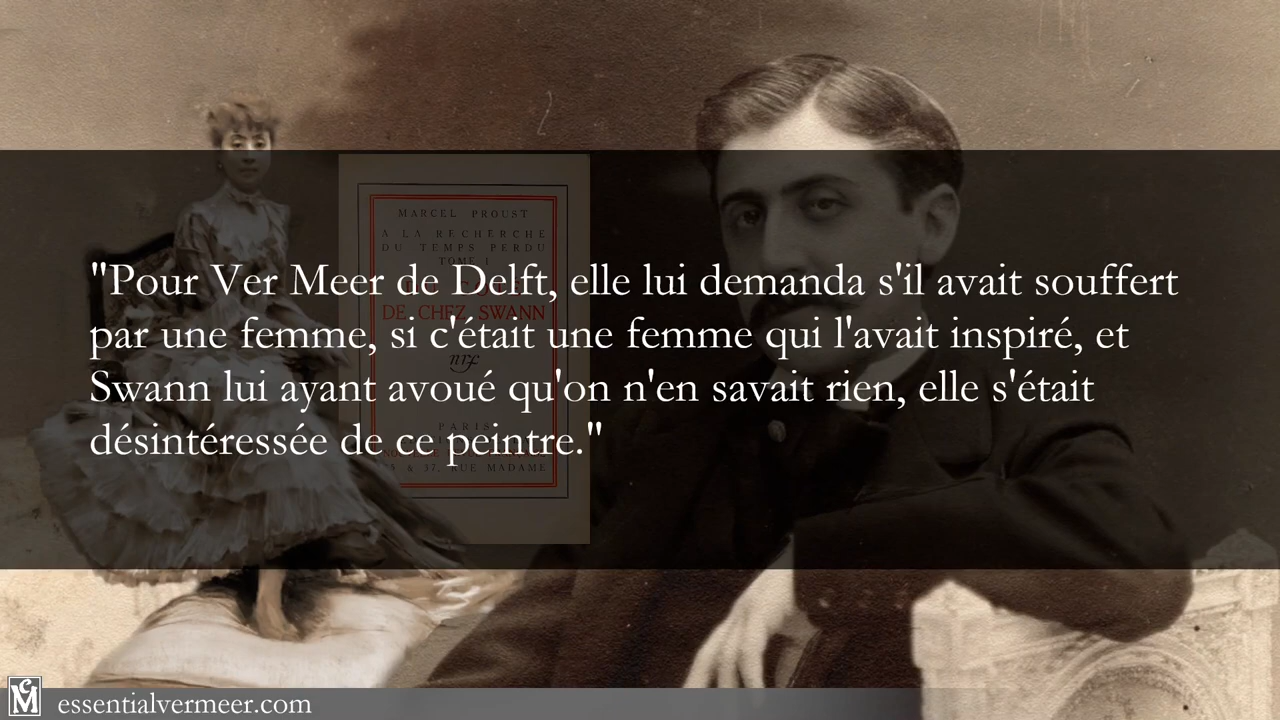 MARCEL PROUST
A LA RECHERCHE
DU TEMPS PERDU
TOME I
"Pour Ver Meer de Delft, elle lui demanda s'il avait souffert
DE CHEZ SWANN
par une femme, si c'était une femme qui l'avait inspiré, et
nrf
Swann lui ayant avoué qu'on n'en savait rien, elle s'était
PARIS
désintéressée de ce peintre."
& 37, RUE MADAME
essentialvermeer.com